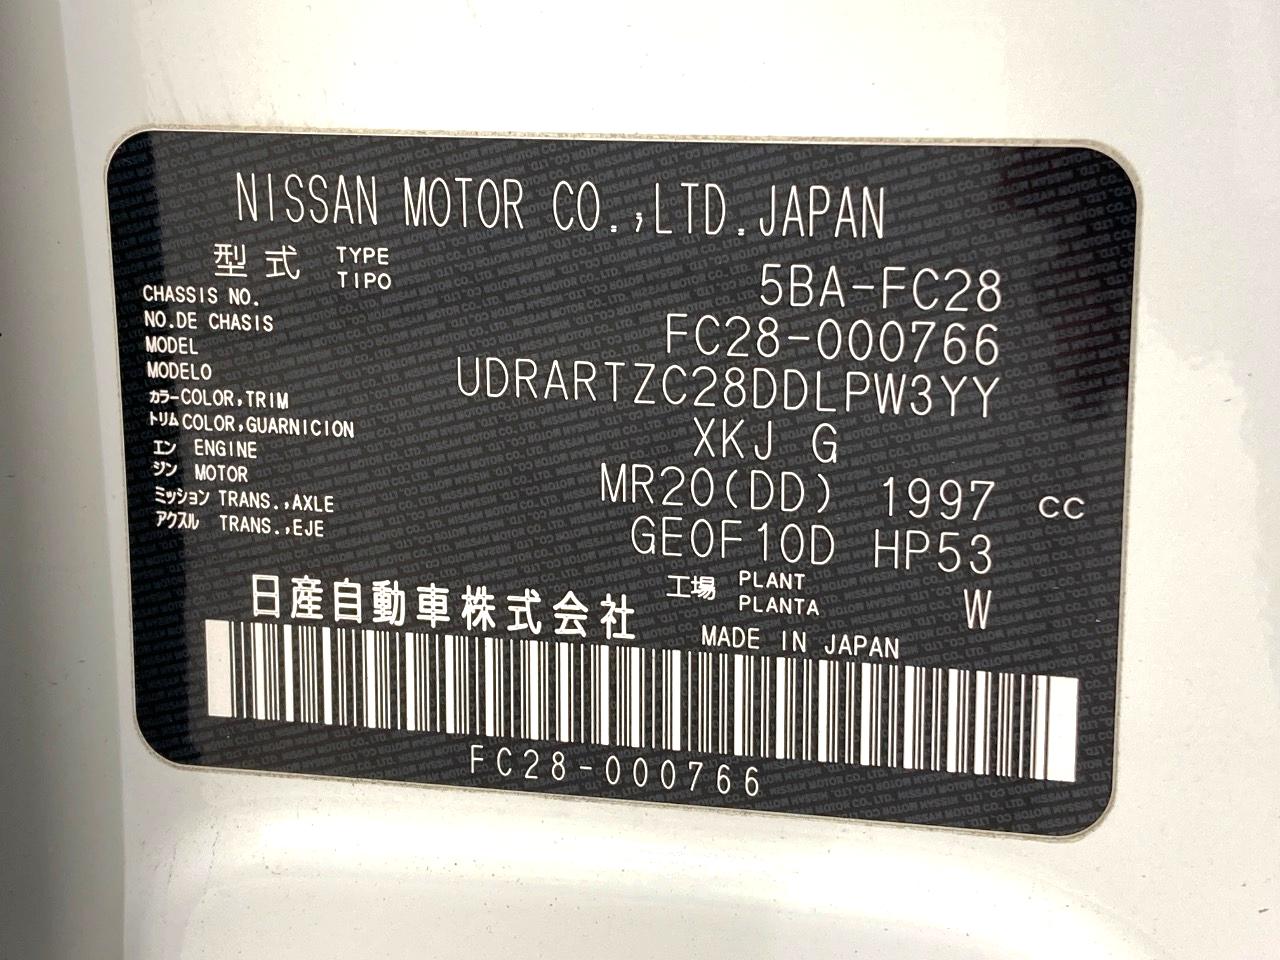 NISSAN MOTOR CO.,LTD.JAPAN
型式 TYPE TIPO 5BA-FC28
CHASSIS NO. NO.DE CHASIS FC28-000766
MODEL MODELO UDRARTZC28DDLPW3YY
カラー COLOR,TRIM トリム COLOR,GUARNICION XKJ G
エンジン ENGINE MOTOR MR20(DD) 1997 cc
ミッション TRANS.,AXLE アクスル TRANS.,EJE GE0F10D HP53
工場 PLANT PLANTA W
日産自動車株式会社
MADE IN JAPAN
FC28-000766